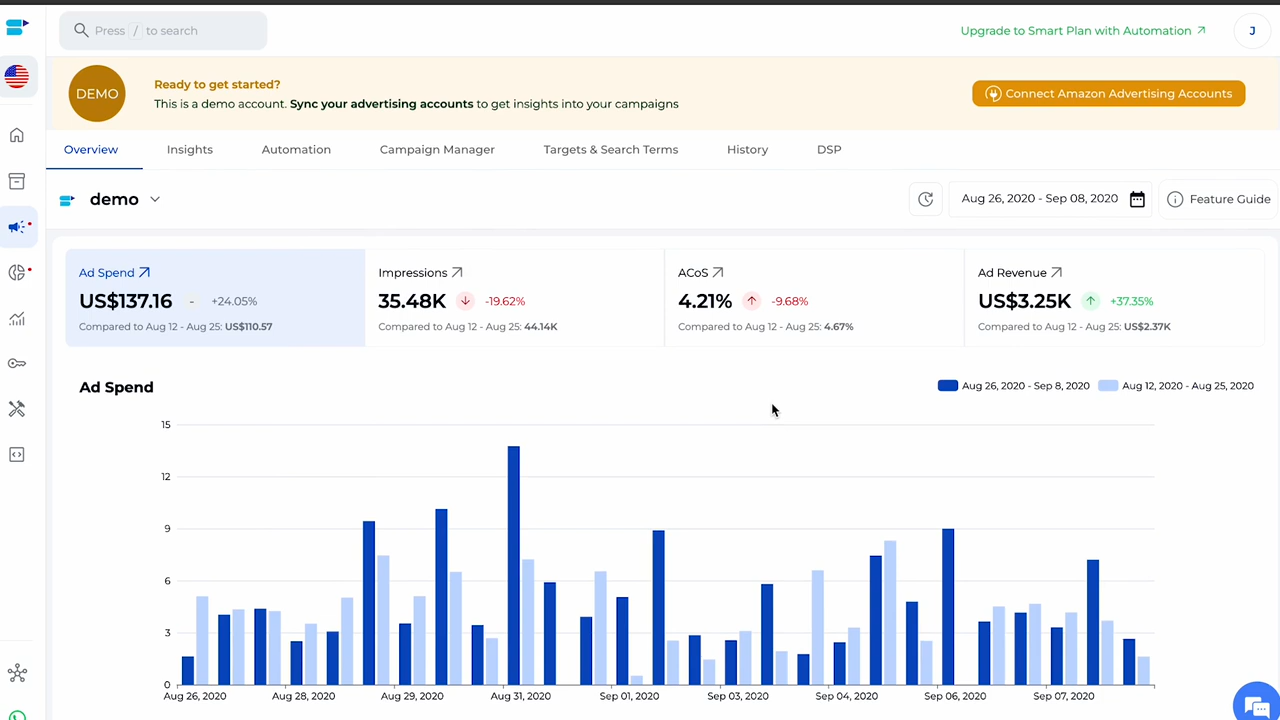 Press / to search
Upgrade to Smart Plan with Automation
J
DEMO
Ready to get started?
This is a demo account. Sync your advertising accounts to get insights into your campaigns
Connect Amazon Advertising Accounts
Overview
Insights
Automation
Campaign Manager
Targets & Search Terms
History
DSP
demo
Aug 26, 2020 - Sep 08, 2020
Feature Guide
Ad Spend
US$137.16 - +24.05%
Compared to Aug 12 - Aug 25: US$110.57
Impressions
35.48K -19.62%
Compared to Aug 12 - Aug 25: 44.14K
ACoS
4.21% -9.68%
Compared to Aug 12 - Aug 25: 4.67%
Ad Revenue
US$3.25K +37.35%
Compared to Aug 12 - Aug 25: US$2.37K
Ad Spend
Aug 26, 2020 - Sep 8, 2020
Aug 12, 2020 - Aug 25, 2020
15
12
9
6
3
0
Aug 26, 2020
Aug 28, 2020
Aug 29, 2020
Aug 31, 2020
Sep 01, 2020
Sep 03, 2020
Sep 04, 2020
Sep 06, 2020
Sep 07, 2020